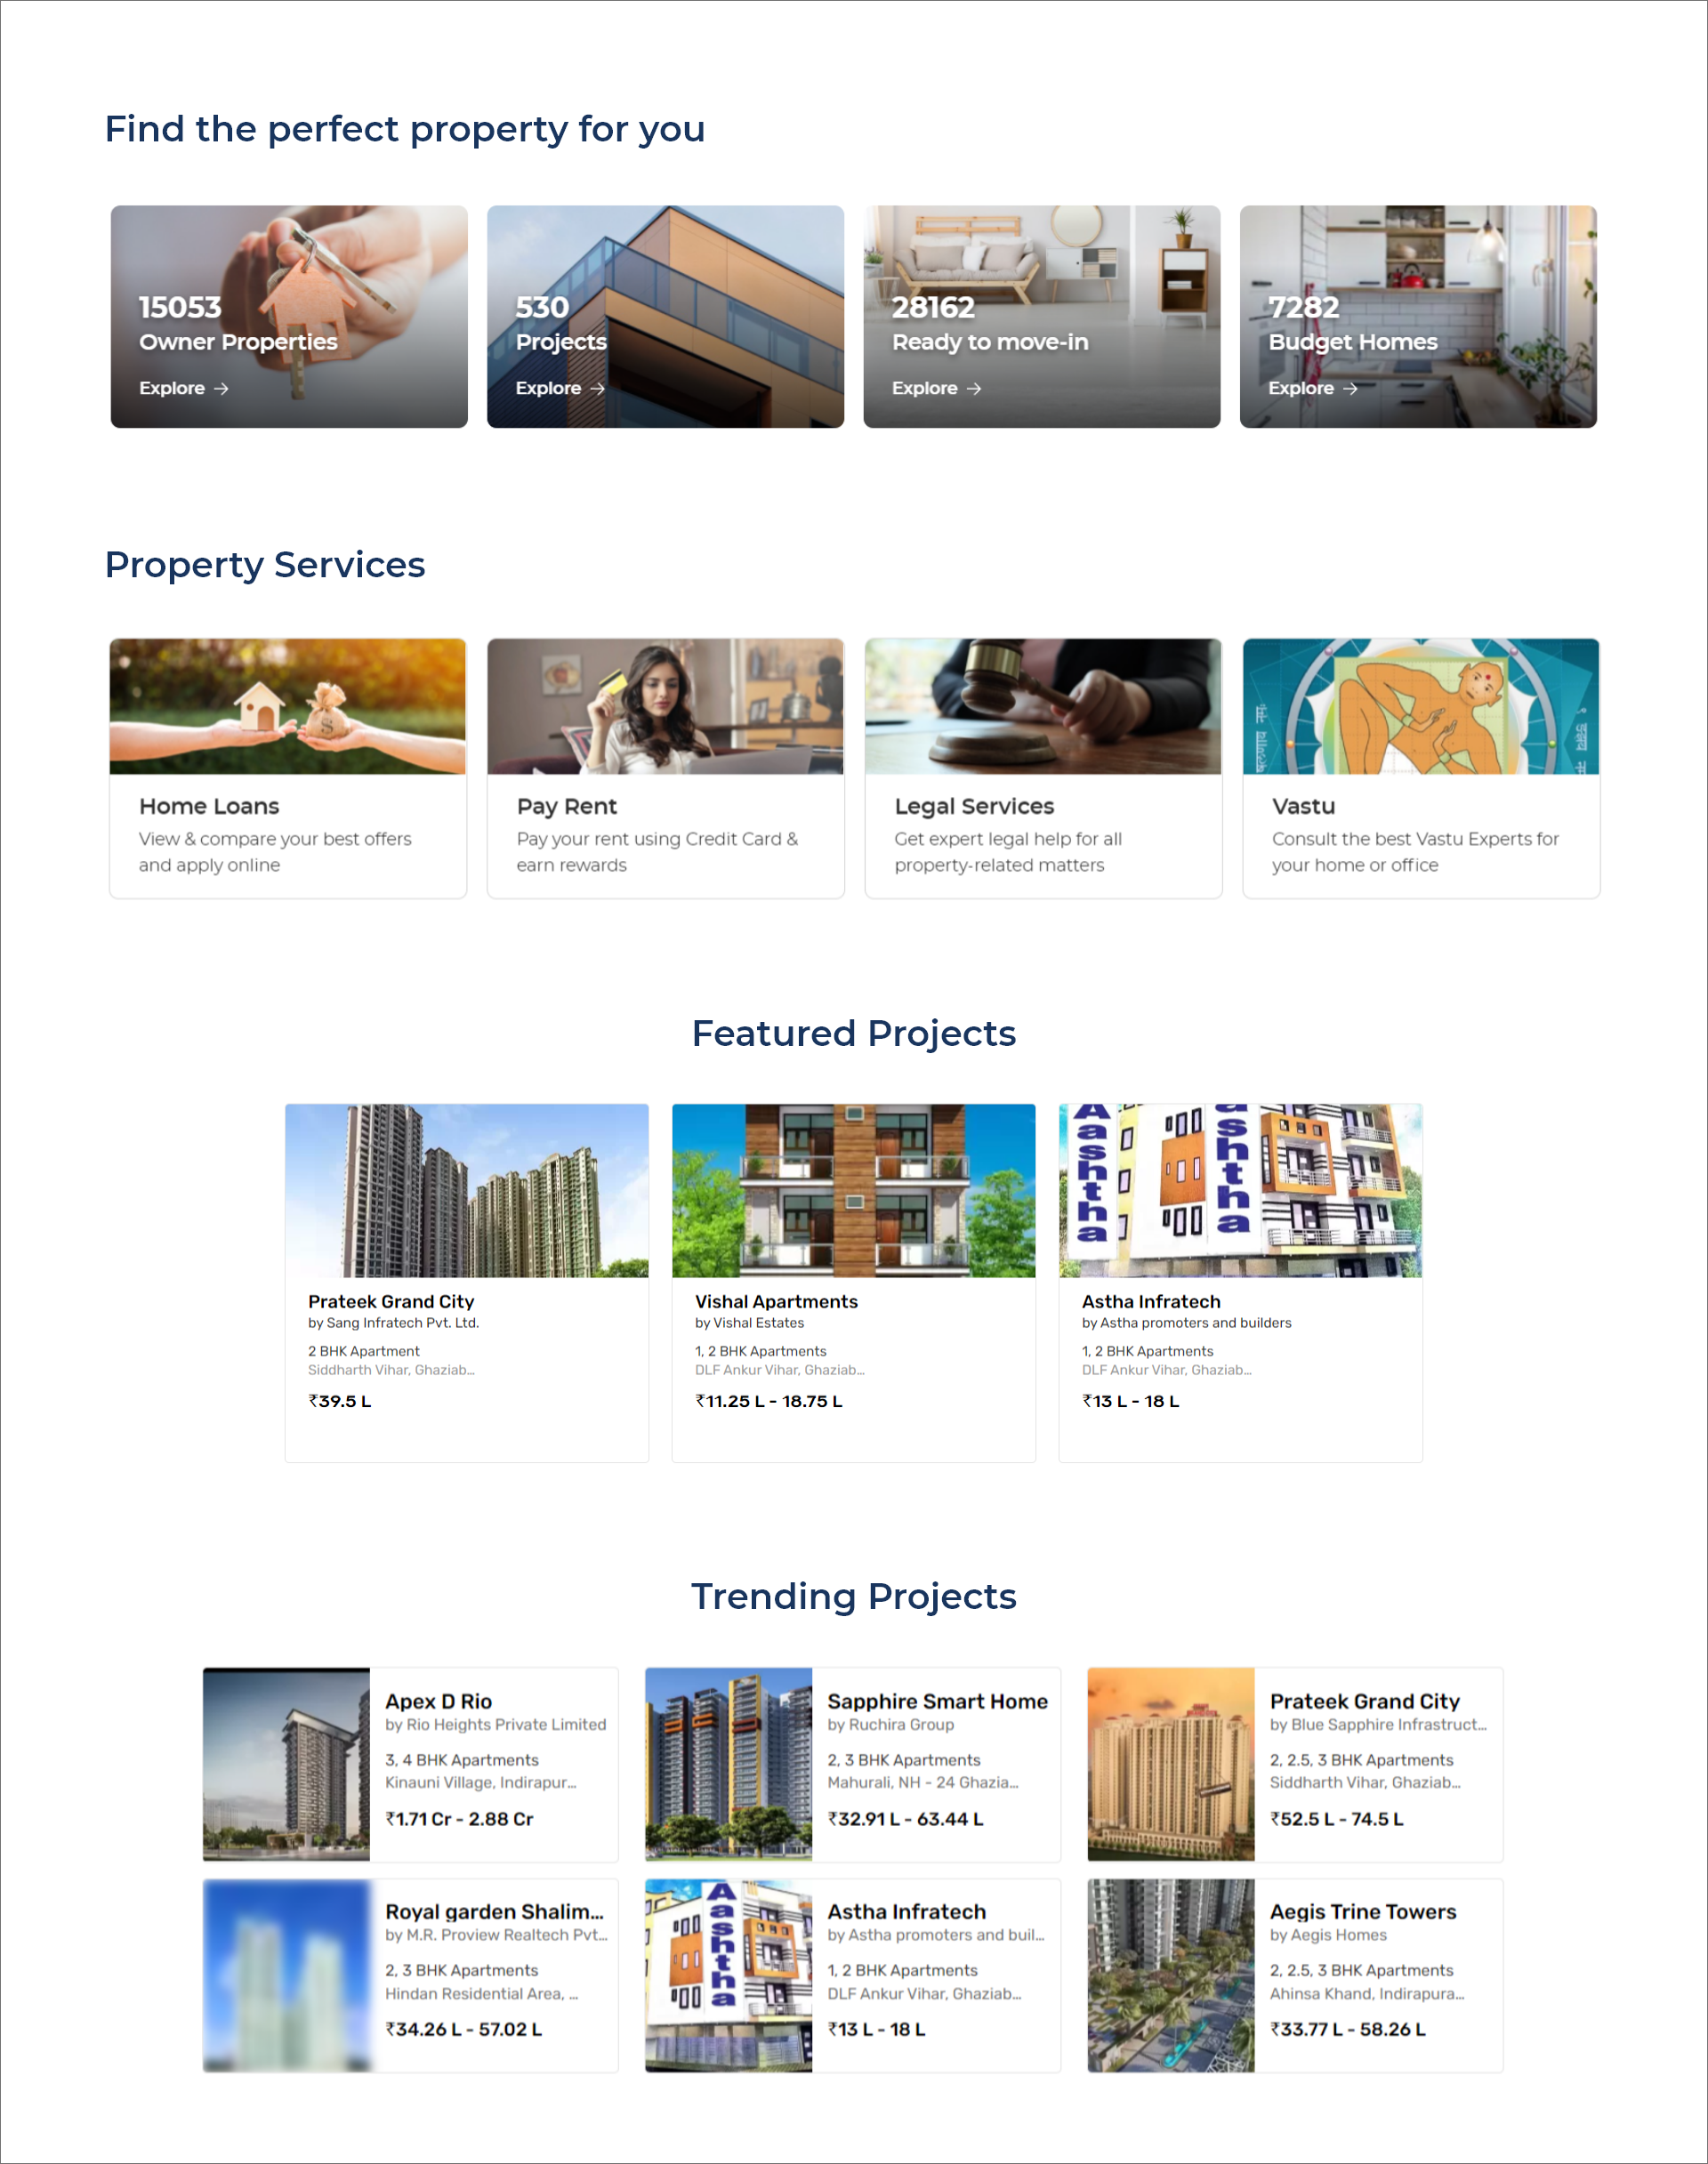 Find the perfect property for you
15053
Owner Properties
Explore →
530
Projects
Explore →
28162
Ready to move-in
Explore →
7282
Budget Homes
Explore →
Property Services
Home Loans
View & compare your best offers
and apply online
Pay Rent
Pay your rent using Credit Card &
earn rewards
Legal Services
Get expert legal help for all
property-related matters
Vastu
Consult the best Vastu Experts for
your home or office
Featured Projects
Aashtha
ashtha
Prateek Grand City
by Sang Infratech Pvt. Ltd.
2 BHK Apartment
Siddharth Vihar, Ghaziab...
₹39.5 L
Vishal Apartments
by Vishal Estates
1, 2 BHK Apartments
DLF Ankur Vihar, Ghaziab...
₹11.25 L - 18.75 L
Astha Infratech
by Astha promoters and builders
1, 2 BHK Apartments
DLF Ankur Vihar, Ghaziab...
₹13 L - 18 L
Trending Projects
Apex D Rio
by Rio Heights Private Limited
3, 4 BHK Apartments
Kinauni Village, Indirapur...
₹1.71 Cr - 2.88 Cr
Sapphire Smart Home
by Ruchira Group
2, 3 BHK Apartments
Mahurali, NH - 24 Ghazia...
₹32.91 L - 63.44 L
Prateek Grand City
by Blue Sapphire Infrastruct...
2, 2.5, 3 BHK Apartments
Siddharth Vihar, Ghaziab...
₹52.5 L - 74.5 L
Royal garden Shalim...
by M.R. Proview Realtech Pvt...
2, 3 BHK Apartments
Hindan Residential Area, ...
₹34.26 L - 57.02 L
Aashtha
Astha Infratech
by Astha promoters and buil...
1, 2 BHK Apartments
DLF Ankur Vihar, Ghaziab...
₹13 L - 18 L
Aegis Trine Towers
by Aegis Homes
2, 2.5, 3 BHK Apartments
Ahinsa Khand, Indirapura...
₹33.77 L - 58.26 L